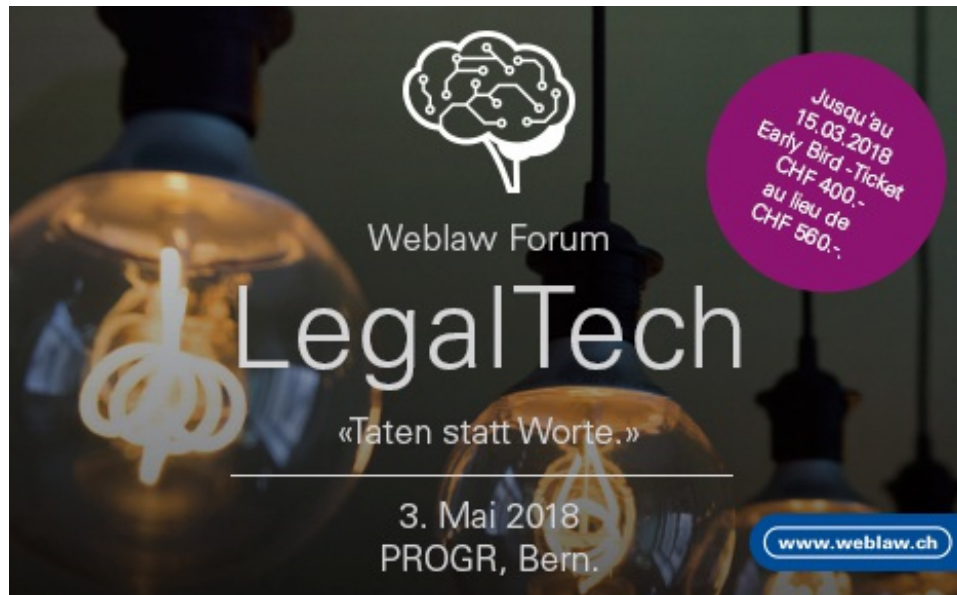 Weblaw Forum
LegalTech
«Taten statt Worte.»
3. Mai 2018
PROGR, Bern.
Jusqu'au
15.03.2018
Early Bird -Ticket
CHF 400.-
au lieu de
CHF 560.-.
www.weblaw.ch